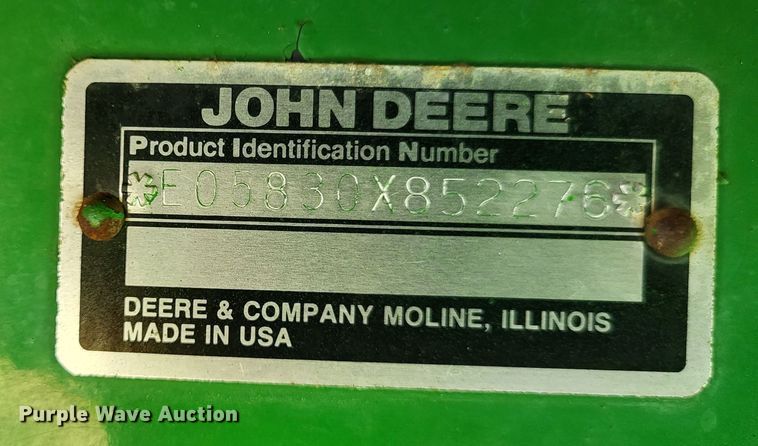 JOHN DEERE
Product Identification Number
*E05830X852276*
DEERE & COMPANY MOLINE, ILLINOIS
MADE IN USA
Purple Wave Auction